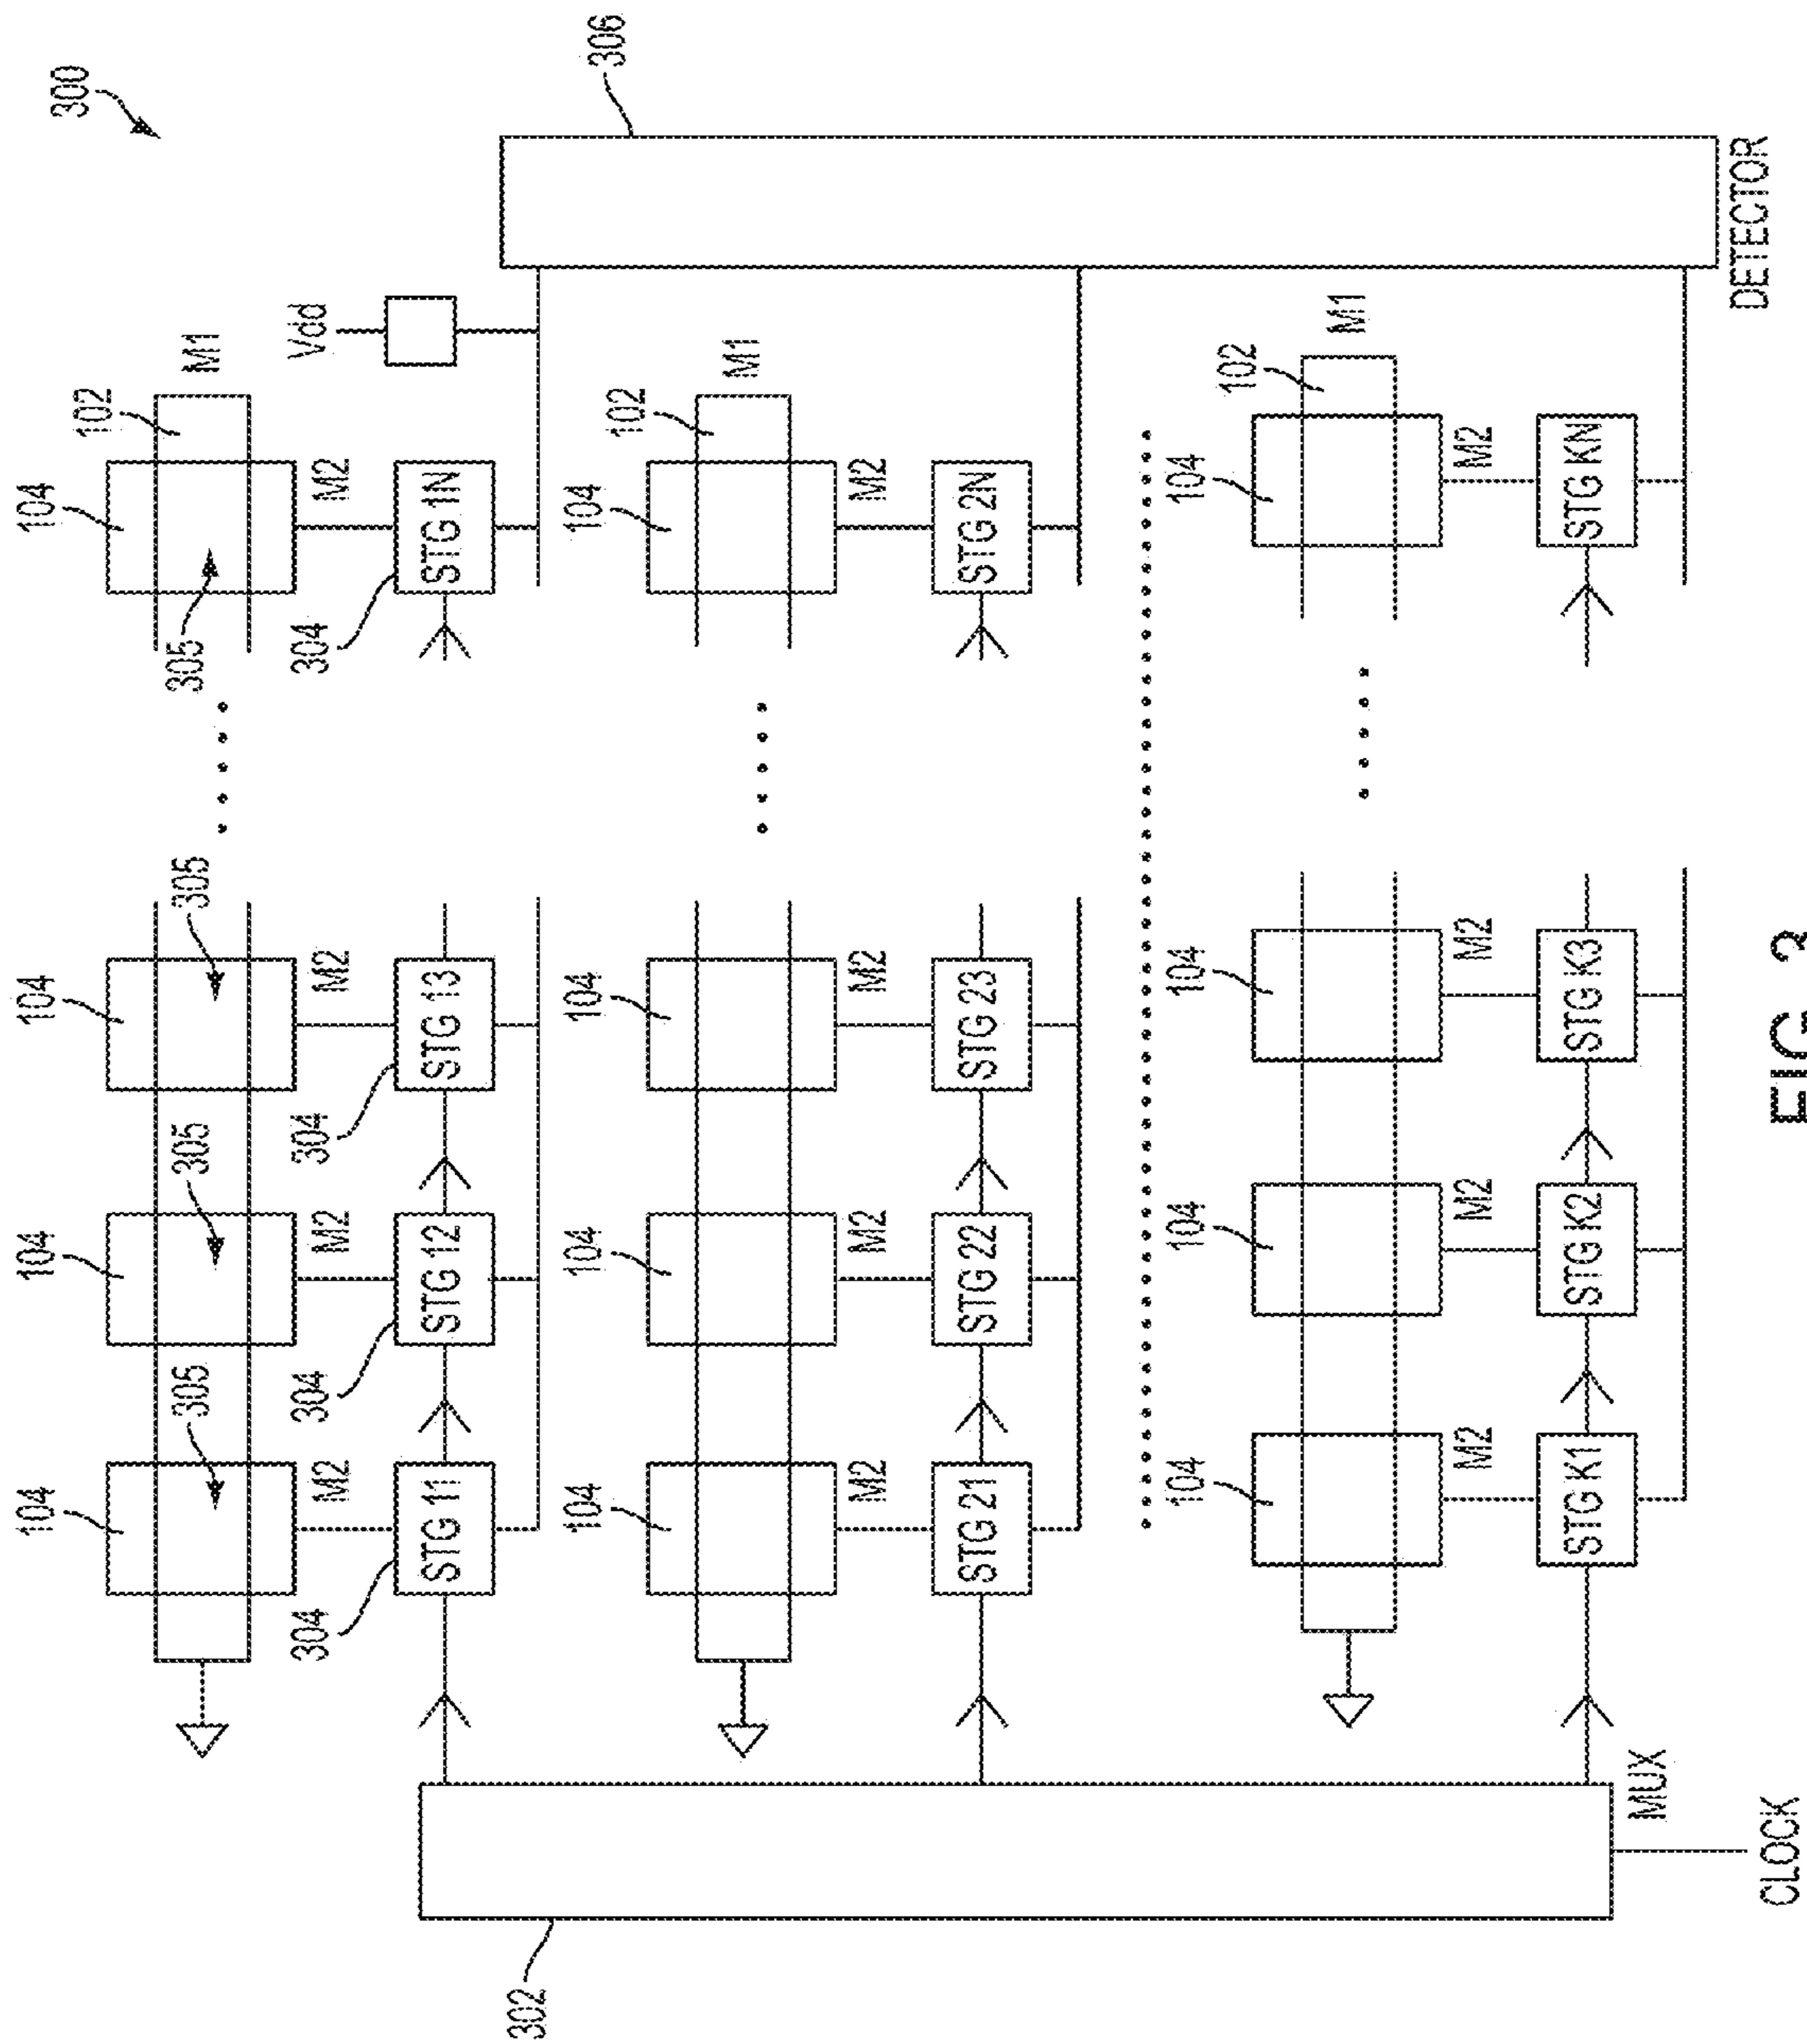 300
104 104 104 104
102
305 305 305 305
M1
304 304 304 304
M2 M2 M2 M2
Vdd
STG 11 STG 12 STG 13 STG 1N
302
306
104 104 104 104
102
M1
M2 M2 M2 M2
STG 21 STG 22 STG 23 STG 2N
104 104 104 104
102
M1
M2 M2 M2 M2
STG K1 STG K2 STG K3 STG KN
MUX
DETECTOR
CLOCK
FIG. 3